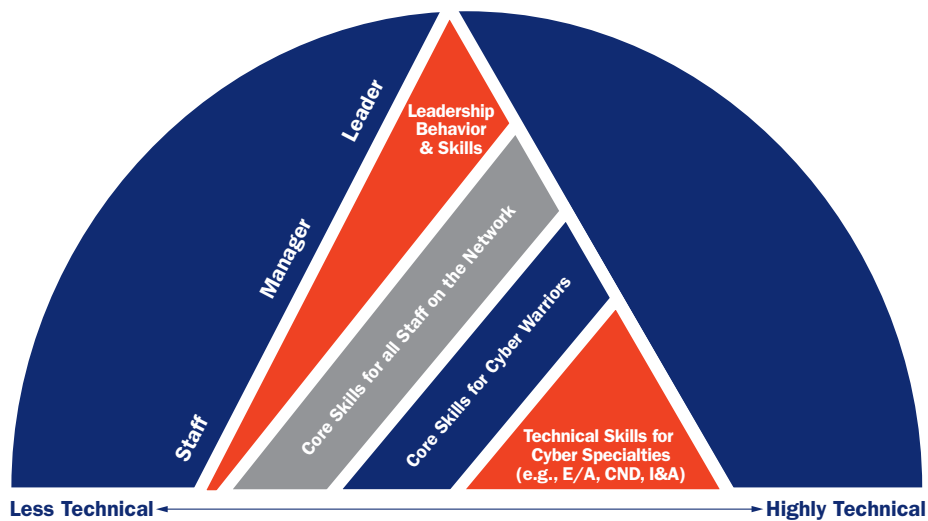 Leader
Manager
Staff
Leadership
Behavior
& Skills
Core Skills for all Staff on the Network
Core Skills for Cyber Warriors
Technical Skills for
Cyber Specialties
(e.g., E/A, CND, I&A)
Less Technical
Highly Technical